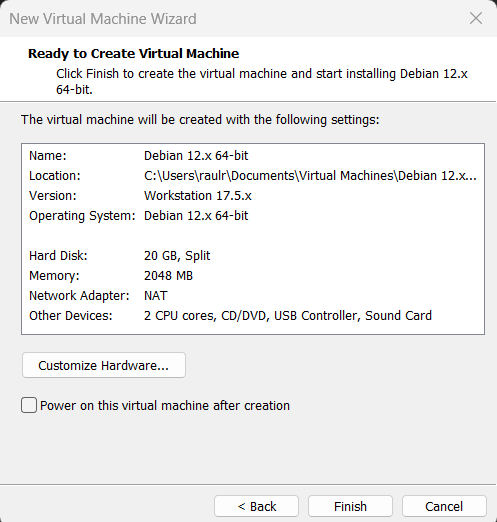 New Virtual Machine Wizard
Ready to Create Virtual Machine
Click Finish to create the virtual machine and start installing Debian 12.x
64-bit.
The virtual machine will be created with the following settings:
Name: Debian 12.x 64-bit
Location: C:\Users\raulr\Documents\Virtual Machines\Debian 12.x...
Version: Workstation 17.5.x
Operating System: Debian 12.x 64-bit
Hard Disk: 20 GB, Split
Memory: 2048 MB
Network Adapter: NAT
Other Devices: 2 CPU cores, CD/DVD, USB Controller, Sound Card
Customize Hardware...
Power on this virtual machine after creation
< Back Finish Cancel